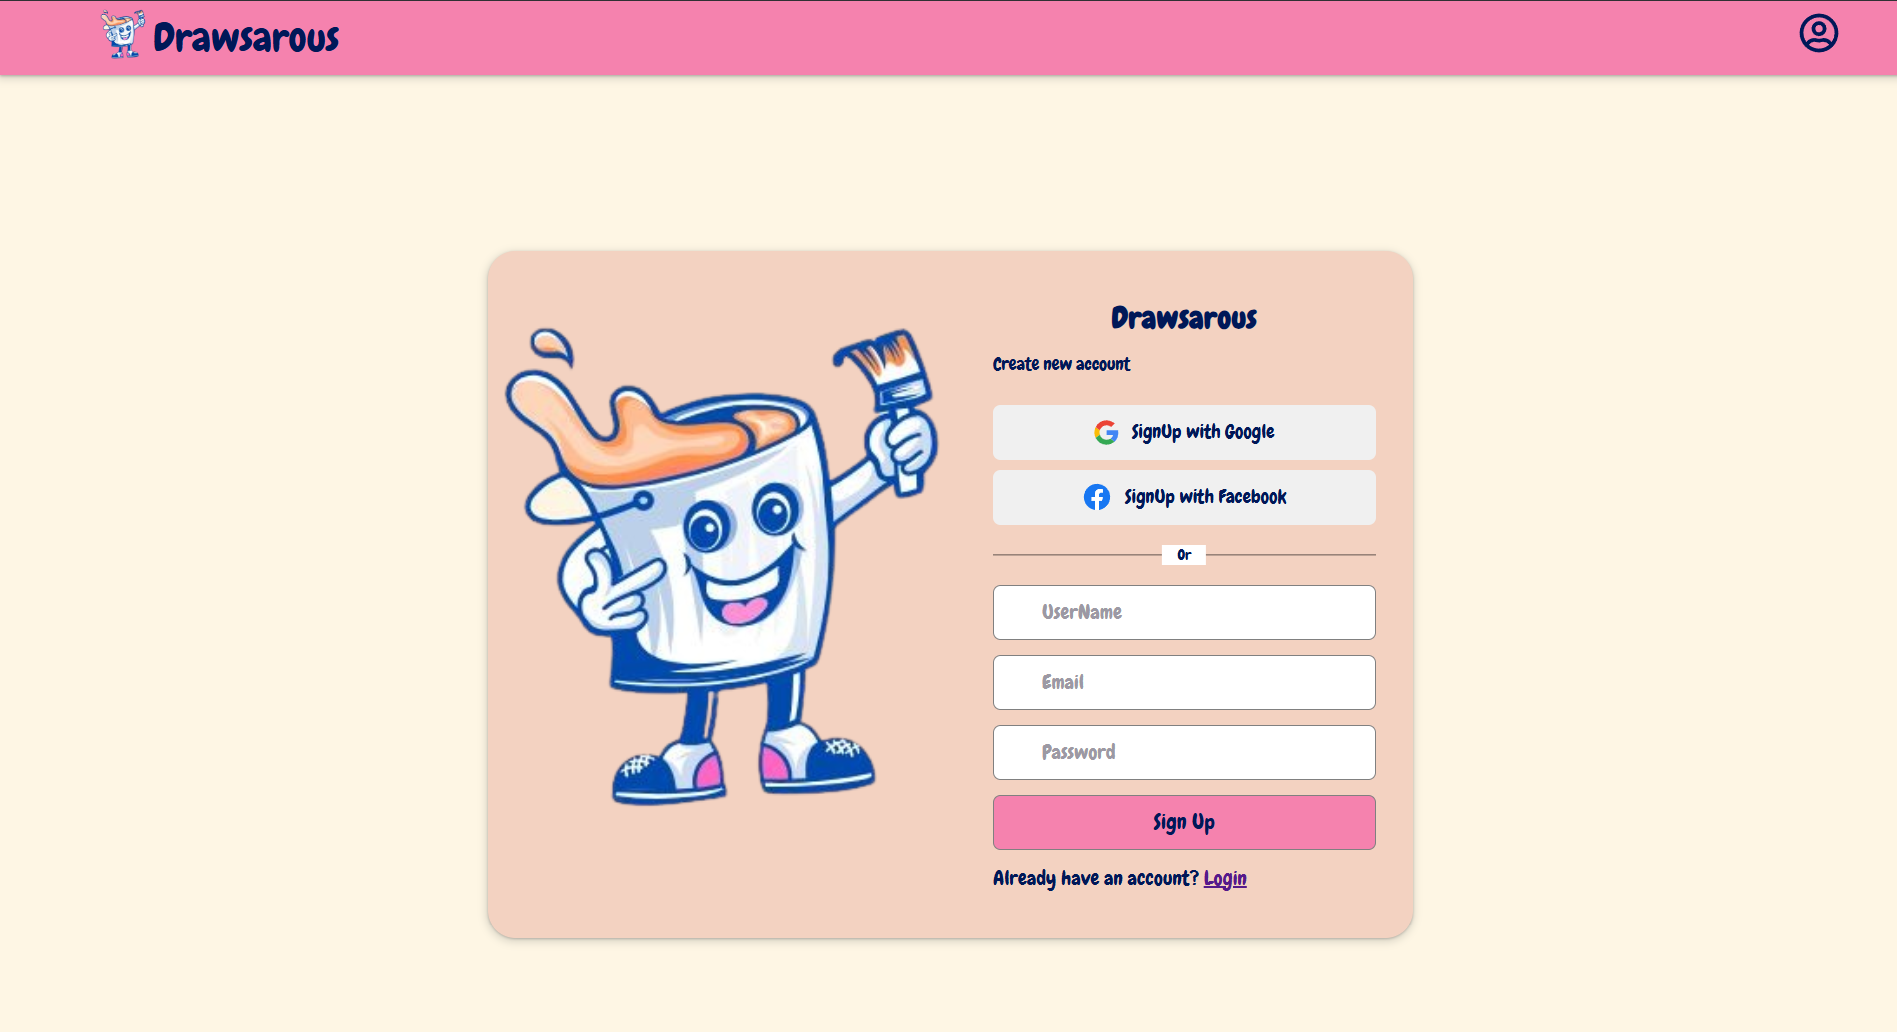 Drawsarous
Drawsarous
Create new account
SignUp with Google
SignUp with Facebook
Or
UserName
Email
Password
Sign Up
Already have an account? Login